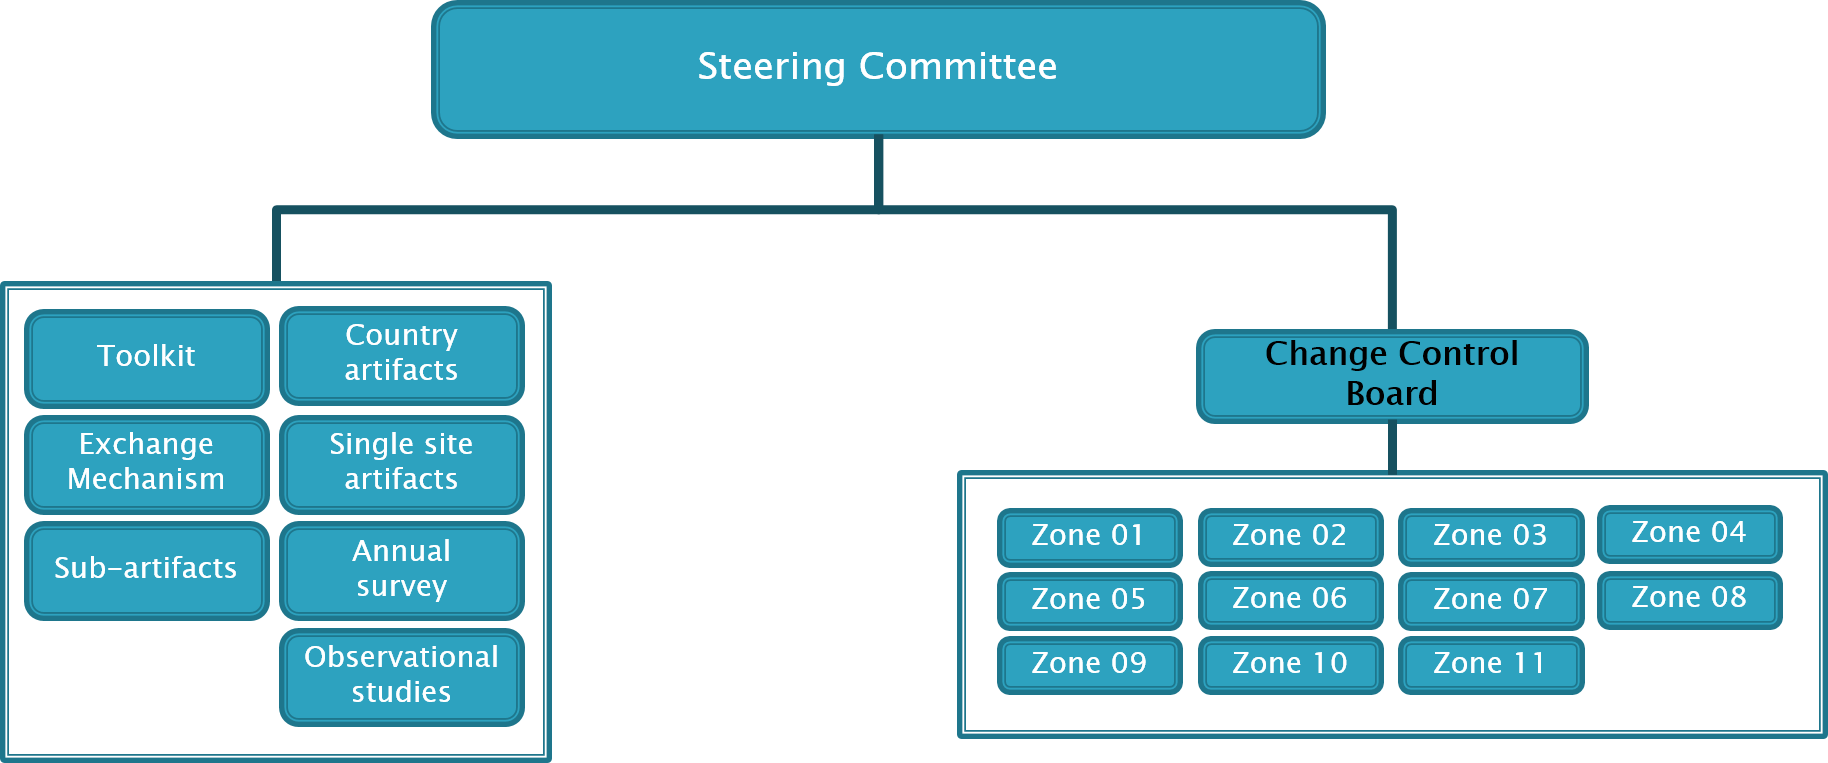 Steering Committee
Toolkit
Country
artifacts
Exchange
Mechanism
Single site
artifacts
Sub-artifacts
Annual
survey
Observational
studies
Change Control
Board
Zone 01
Zone 02
Zone 03
Zone 04
Zone 05
Zone 06
Zone 07
Zone 08
Zone 09
Zone 10
Zone 11